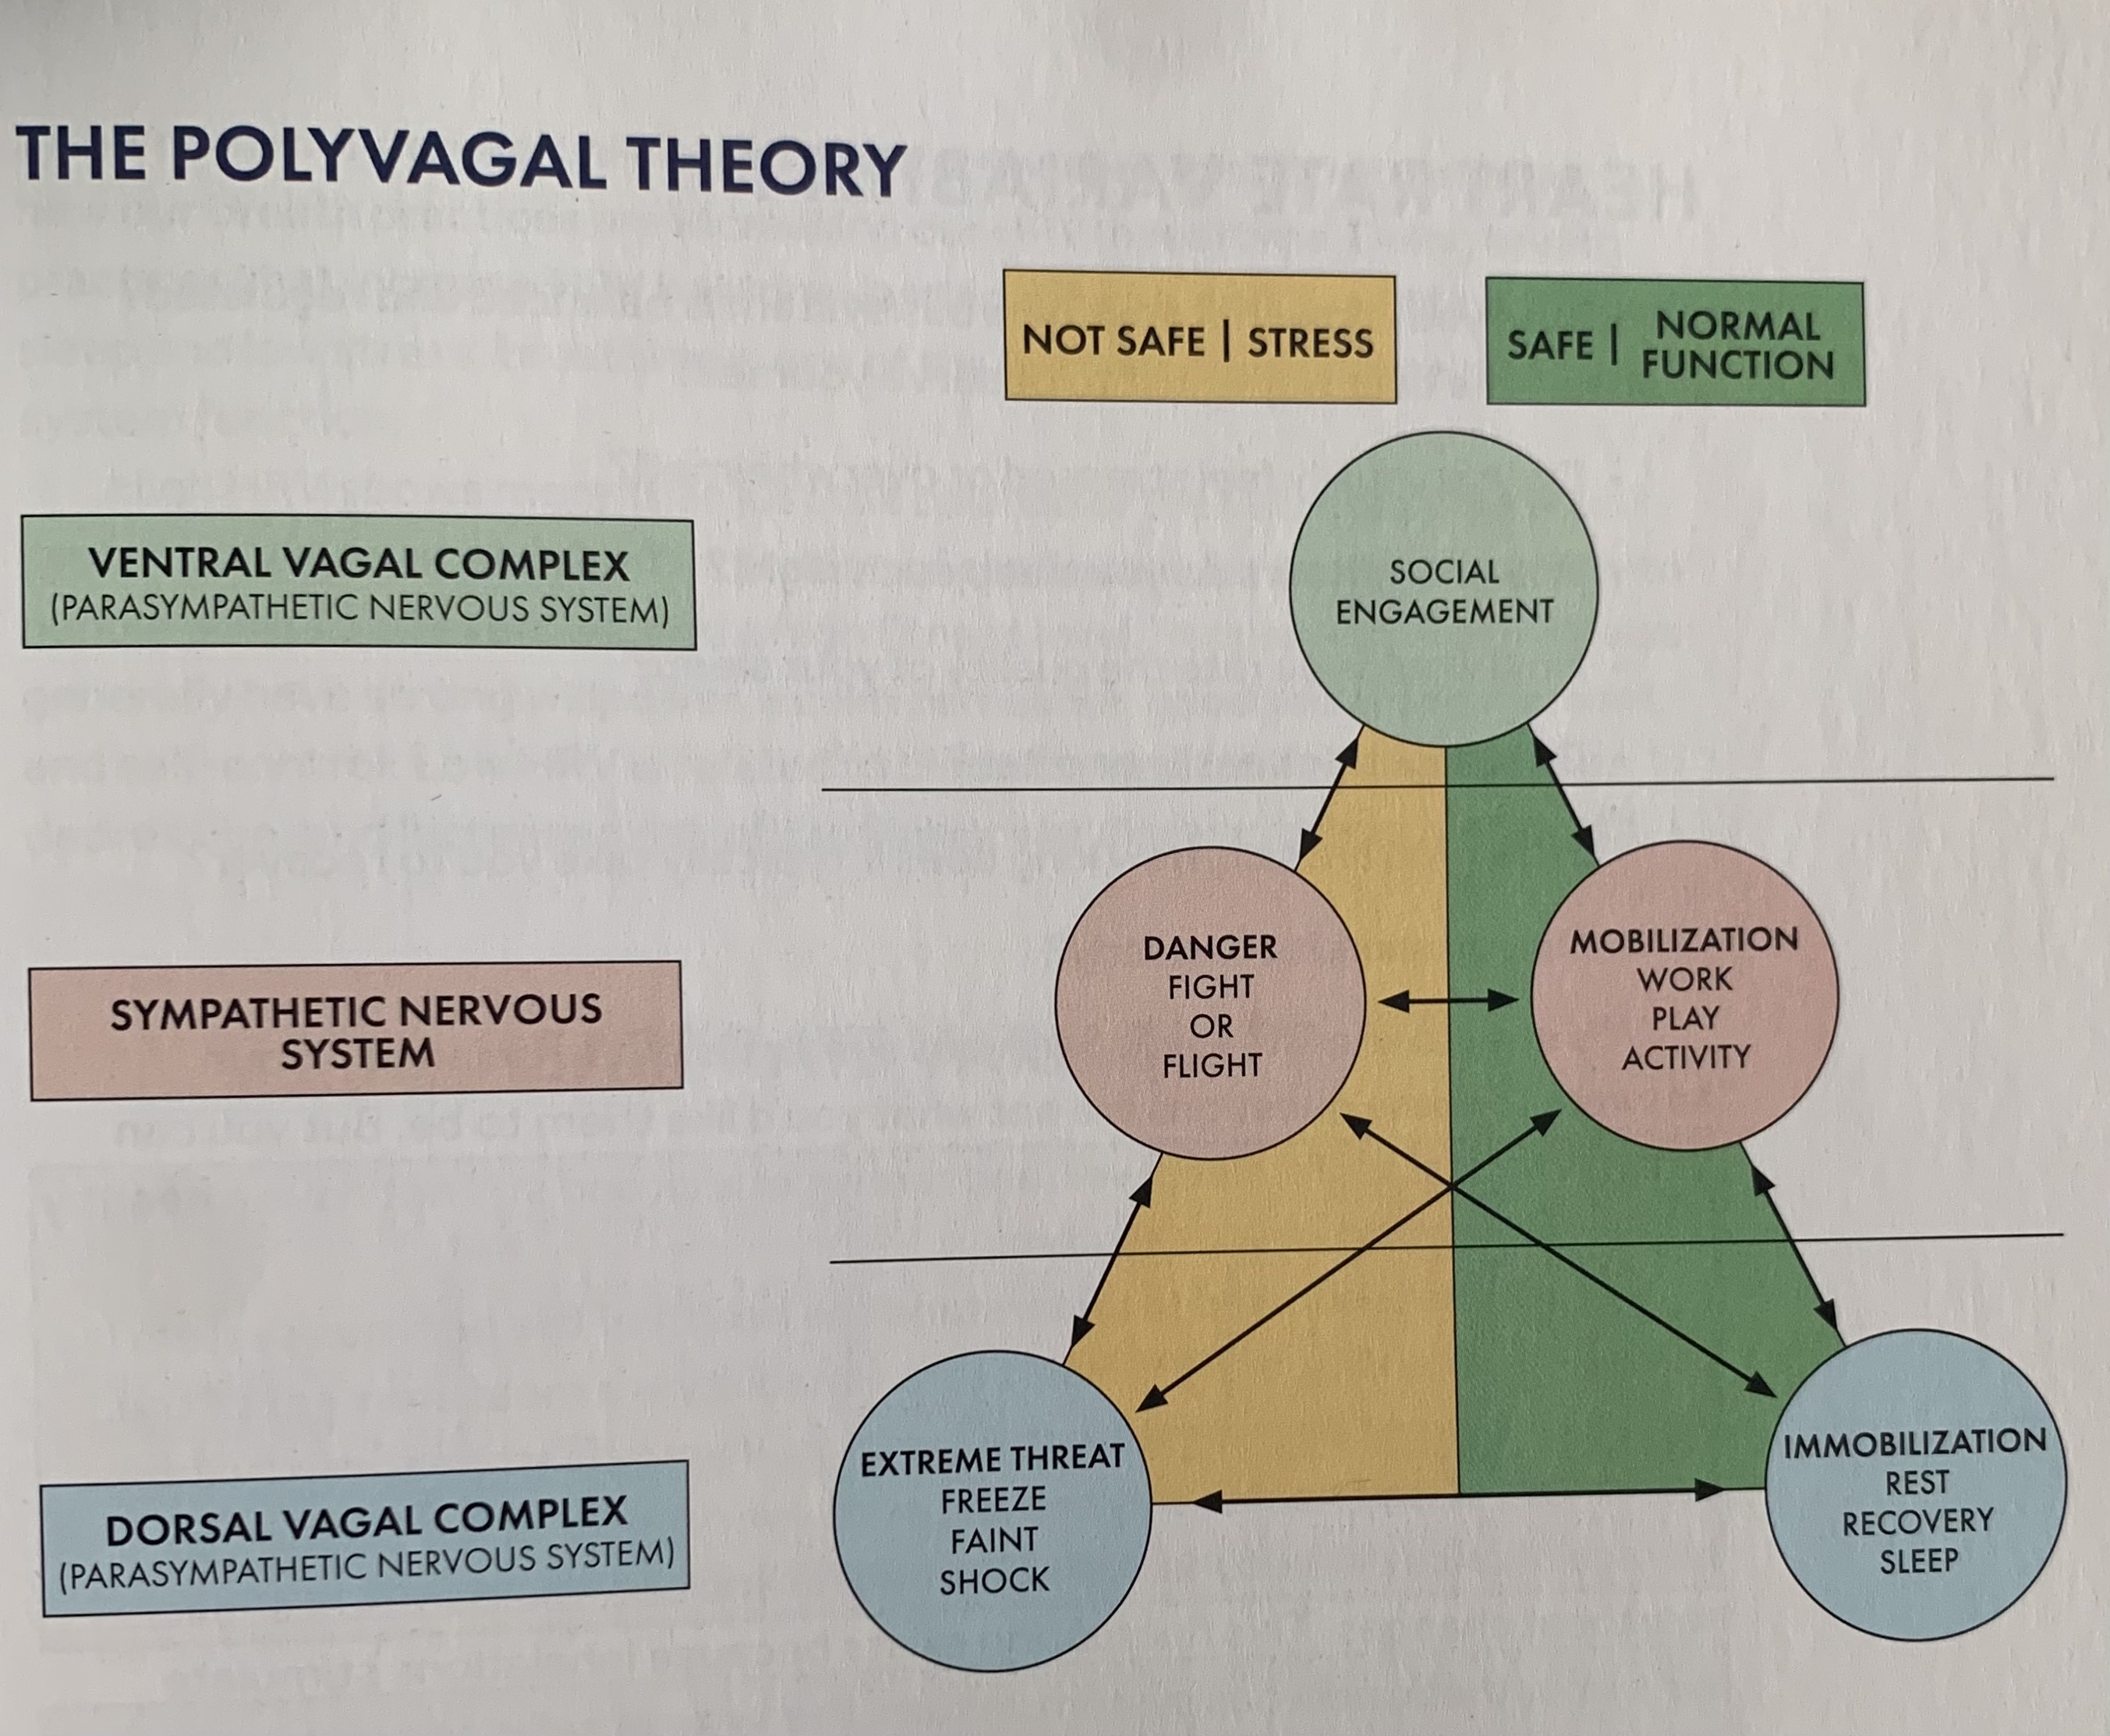 THE POLYVAGAL THEORY
NOT SAFE | STRESS
SAFE | NORMAL
FUNCTION
VENTRAL VAGAL COMPLEX
(PARASYMPATHETIC NERVOUS SYSTEM)
SOCIAL
ENGAGEMENT
SYMPATHETIC NERVOUS
SYSTEM
DANGER
FIGHT
OR
FLIGHT
MOBILIZATION
WORK
PLAY
ACTIVITY
DORSAL VAGAL COMPLEX
(PARASYMPATHETIC NERVOUS SYSTEM)
EXTREME THREAT
FREEZE
FAINT
SHOCK
IMMOBILIZATION
REST
RECOVERY
SLEEP